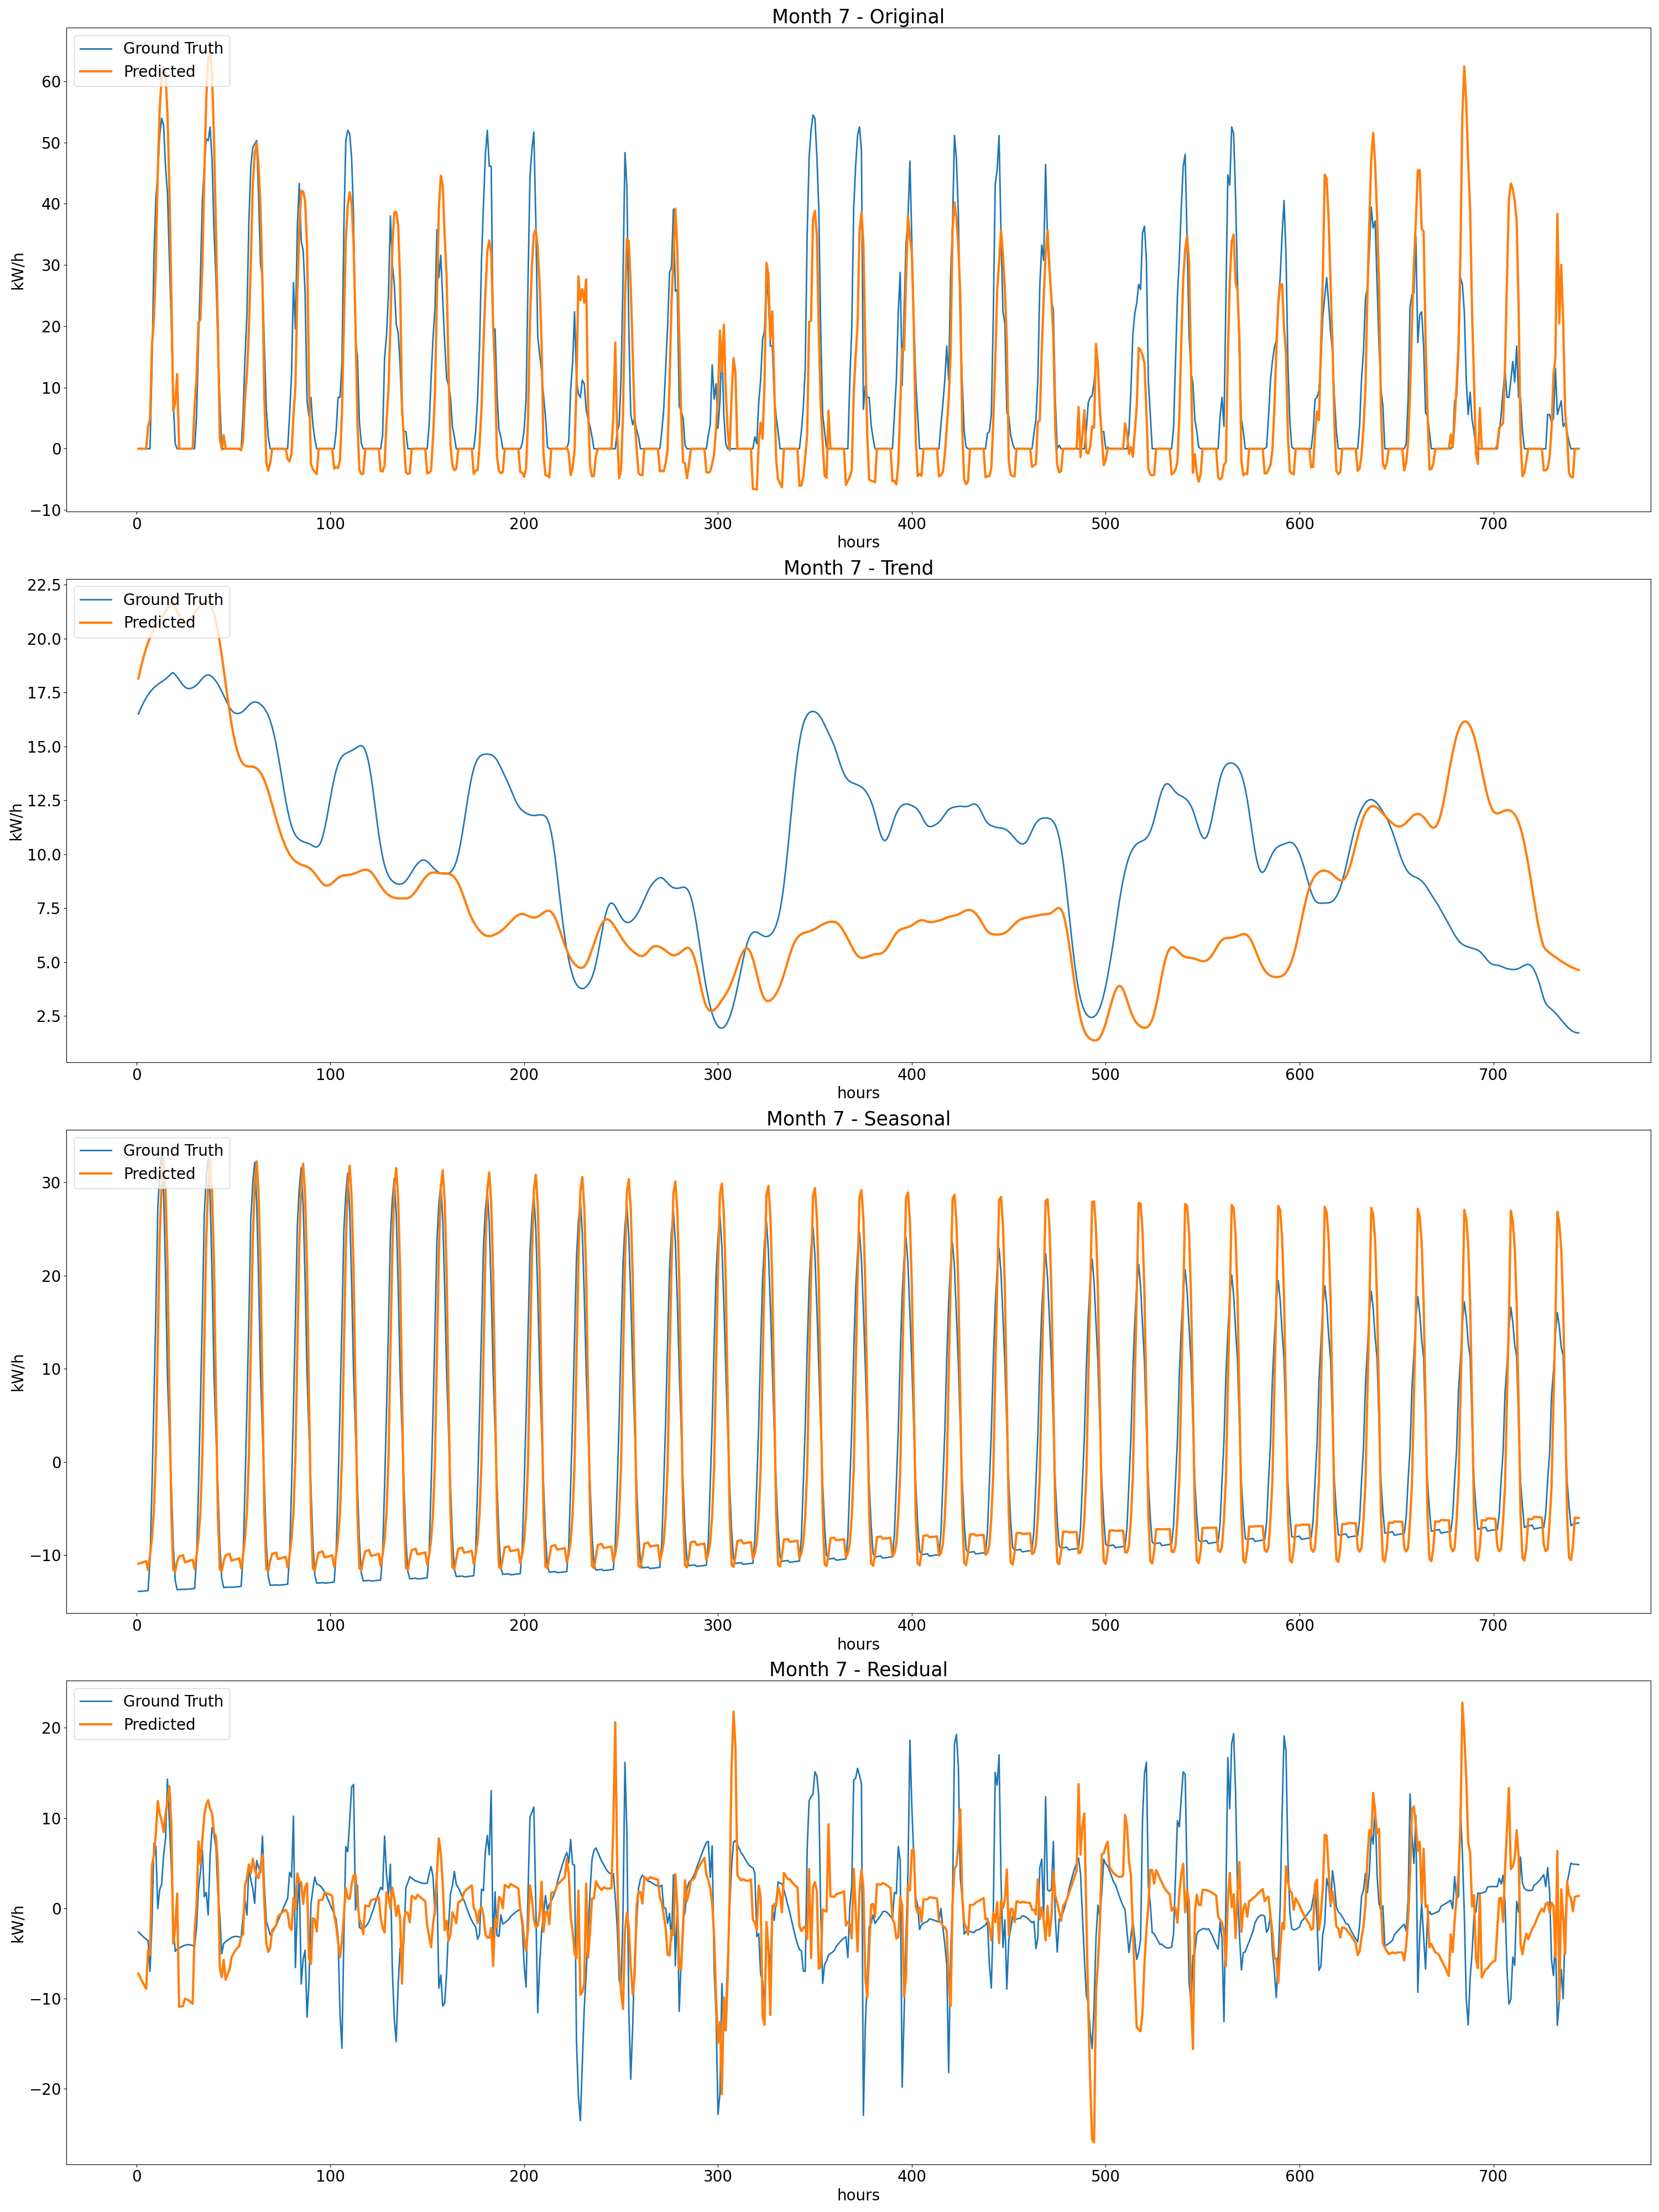 Month 7 - Original
Ground Truth
Predicted
kW/h
60
50
40
30
20
10
0
−10
0 100 200 300 400 500 600 700
hours
Month 7 - Trend
Ground Truth
Predicted
kW/h
22.5
20.0
17.5
15.0
12.5
10.0
7.5
5.0
2.5
0 100 200 300 400 500 600 700
hours
Month 7 - Seasonal
Ground Truth
Predicted
kW/h
30
20
10
0
−10
0 100 200 300 400 500 600 700
hours
Month 7 - Residual
Ground Truth
Predicted
kW/h
20
10
0
−10
−20
0 100 200 300 400 500 600 700
hours